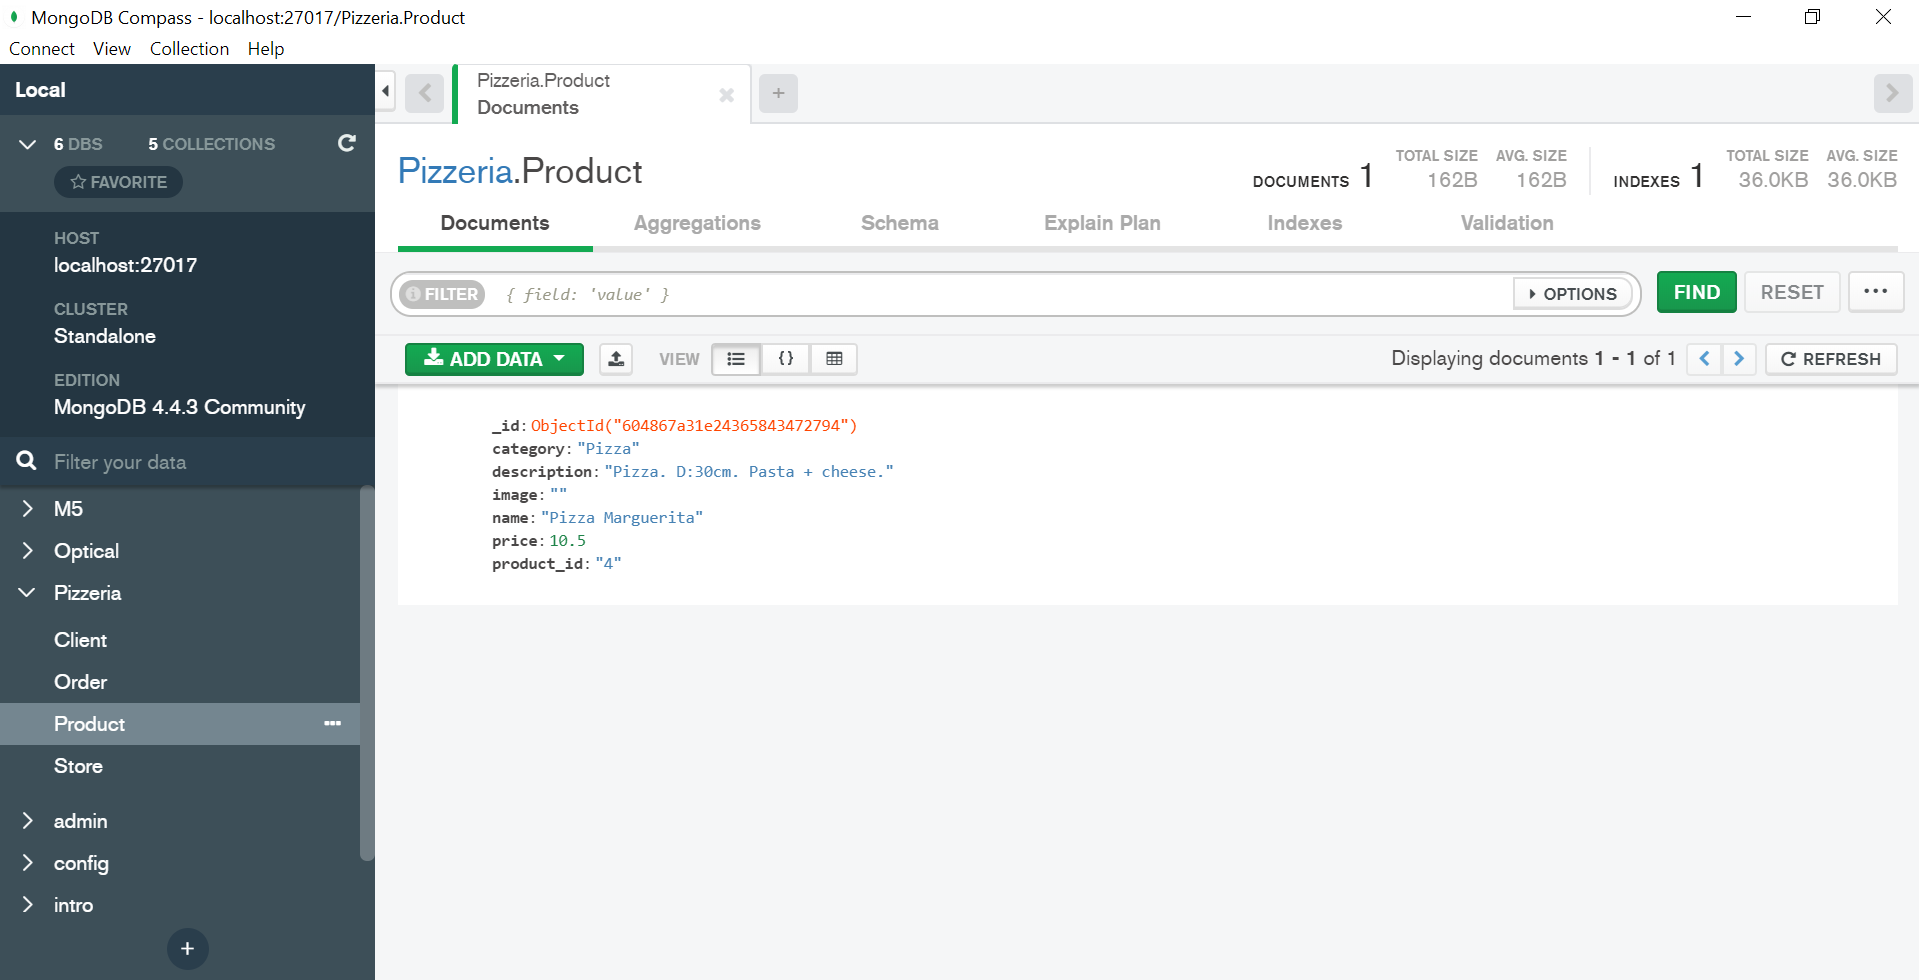 MongoDB Compass - localhost:27017/Pizzeria.Product
Connect View Collection Help
Local
6 DBS 5 COLLECTIONS
FAVORITE
HOST
localhost:27017
CLUSTER
Standalone
EDITION
MongoDB 4.4.3 Community
Filter your data
M5
Optical
Pizzeria
Client
Order
Product
Store
admin
config
intro
+
Pizzeria.Product
Documents
+
Pizzeria.Product
DOCUMENTS 1 TOTAL SIZE 162B AVG. SIZE 162B INDEXES 1 TOTAL SIZE 36.0KB AVG. SIZE 36.0KB
Documents Aggregations Schema Explain Plan Indexes Validation
FILTER { field: 'value' } OPTIONS FIND RESET ...
ADD DATA VIEW {} Displaying documents 1 - 1 of 1 < > REFRESH
_id: ObjectId("604867a31e24365843472794")
category: "Pizza"
description: "Pizza. D:30cm. Pasta + cheese."
image: ""
name: "Pizza Marguerita"
price: 10.5
product_id: "4"